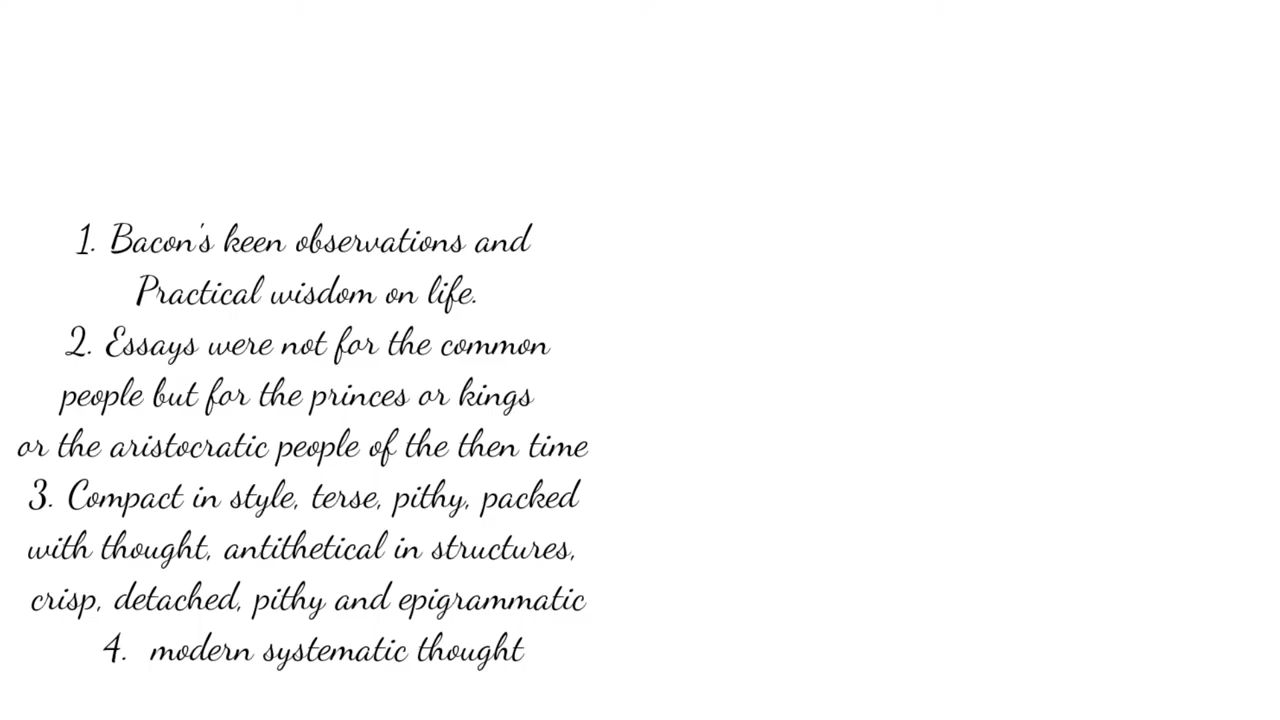 1. Bacon's keen observations and
Practical wisdom on life.
2. Essays were not for the common
people but for the princes or kings
or the aristocratic people of the then time
3. Compact in style, terse, pithy, packed
with thought, antithetical in structures,
crisp, detached, pithy and epigrammatic
4. modern systematic thought